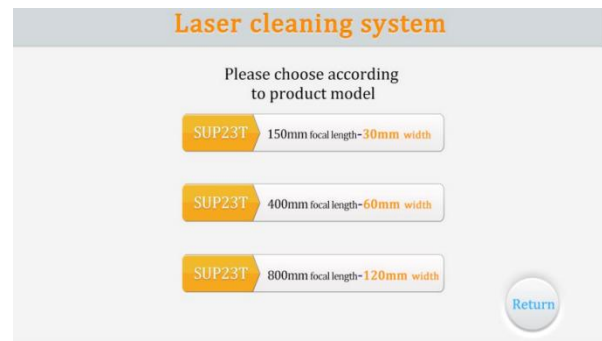 Laser cleaning system
Please choose according
to product model
SUP23T 150mm focal length-30mm width
SUP23T 400mm focal length-60mm width
SUP23T 800mm focal length-120mm width
Return